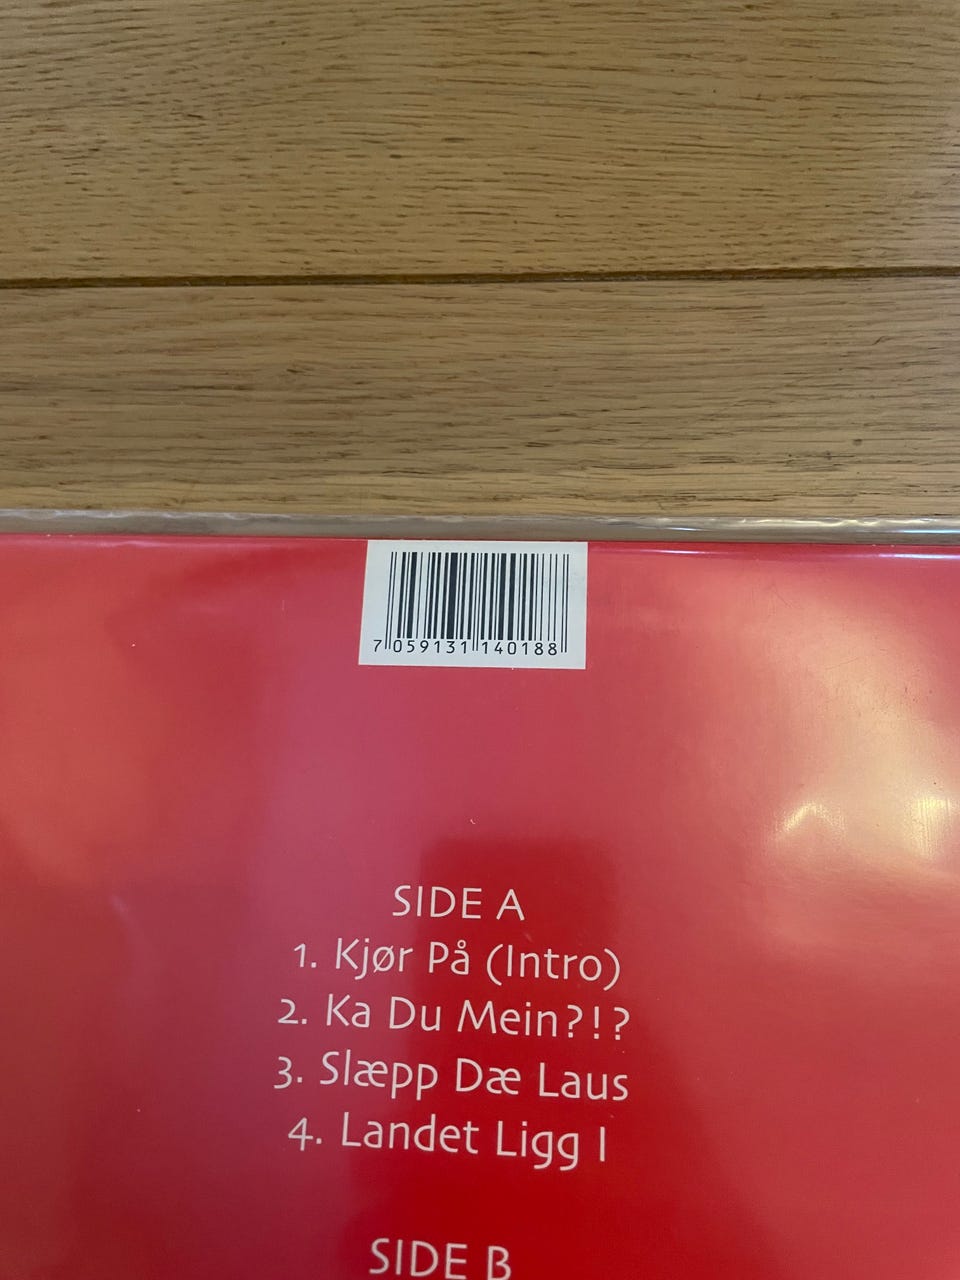 7 059131 140188
SIDE A
1. Kjør På (Intro)
2. Ka Du Mein?!?
3. Slæpp Dæ Laus
4. Landet Ligg I
SIDE B